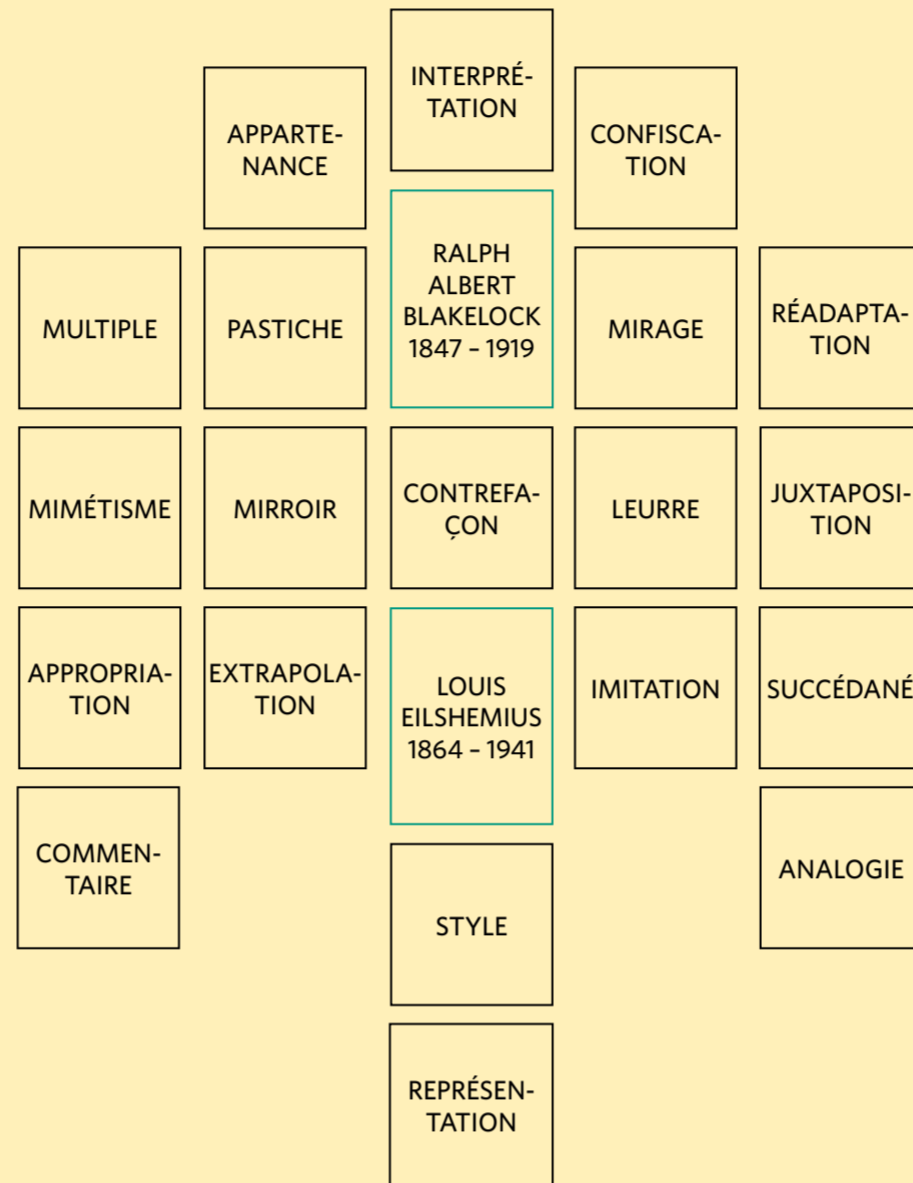 INTERPRÉ-
TATION
APPARTE-
NANCE
CONFISCA-
TION
RALPH
ALBERT
BLAKELOCK
1847 – 1919
MULTIPLE
PASTICHE
MIRAGE
RÉADAPTA-
TION
MIMÉTISME
MIRROIR
CONTREFA-
ÇON
LEURRE
JUXTAPOSI-
TION
APPROPRIA-
TION
EXTRAPOLA-
TION
LOUIS
EILSHEMIUS
1864 – 1941
IMITATION
SUCCÉDANÉ
COMMEN-
TAIRE
STYLE
ANALOGIE
REPRÉSEN-
TATION